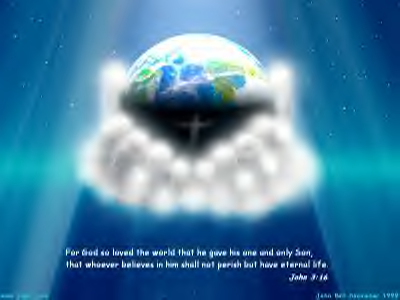 For God so loved the world that he gave his one and only Son,
that whoever believes in him shall not perish but have eternal life.
John 3:16